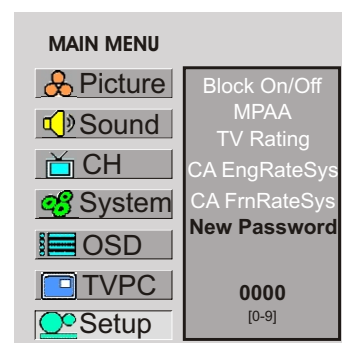 MAIN MENU
Picture
Sound
CH
System
OSD
TVPC
Setup
Block On/Off
MPAA
TV Rating
CA EngRateSys
CA FrnRateSys
New Password
0000
[0-9]